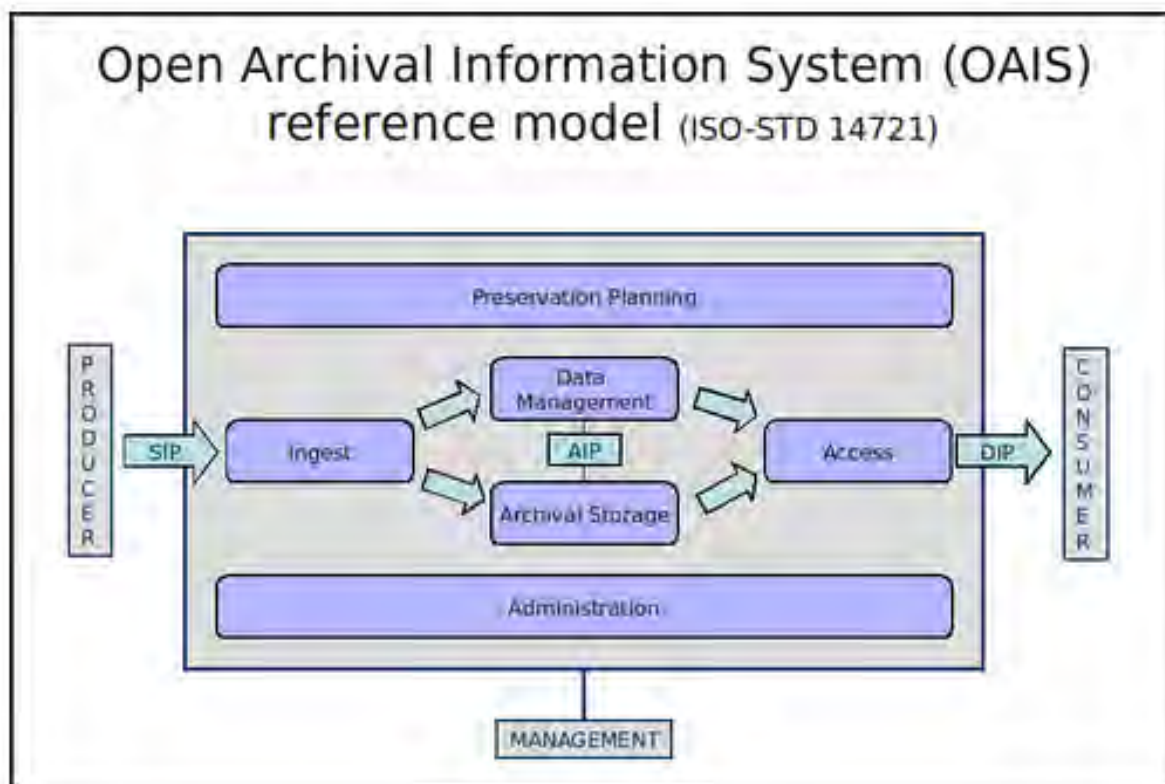 Open Archival Information System (OAIS)
reference model (ISO-STD 14721)
Preservation Planning
PRODUCER
SIP
Ingest
Data
Management
AIP
Archival Storage
Access
DIP
CONSUMER
Administration
MANAGEMENT